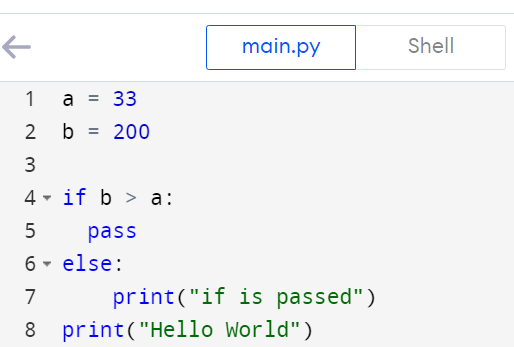 main.py Shell
1 a = 33
2 b = 200
3
4 if b > a:
5   pass
6 else:
7     print("if is passed")
8 print("Hello World")